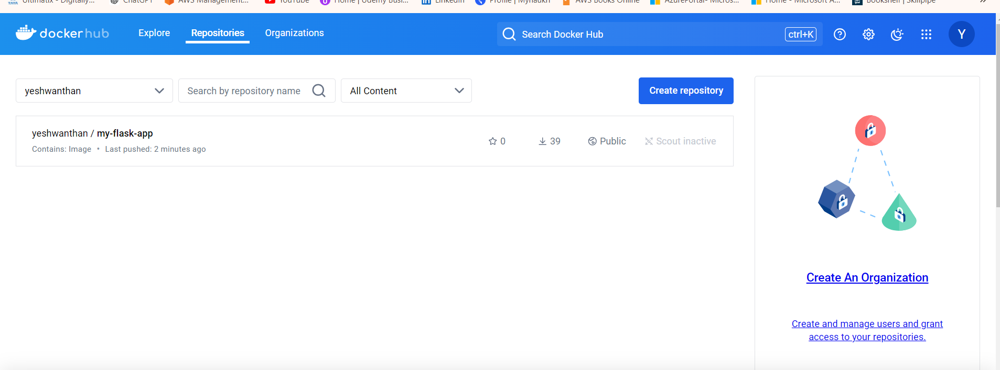 Ultimatix - Digitally... ChatGPT AWS Management... YouTube Home | Udemy Busi... LinkedIn Profile | Mynaukri AWS Books Online AzurePortal- Micros... Home - Microsoft A... Bookshelf | Skillpipe
TATA
docker hub Explore Repositories Organizations Search Docker Hub ctrl+K Y
yeshwanthan Search by repository name All Content Create repository
yeshwanthan / my-flask-app
Contains: Image • Last pushed: 2 minutes ago
0 39 Public Scout inactive
Create An Organization
Create and manage users and grant
access to your repositories.